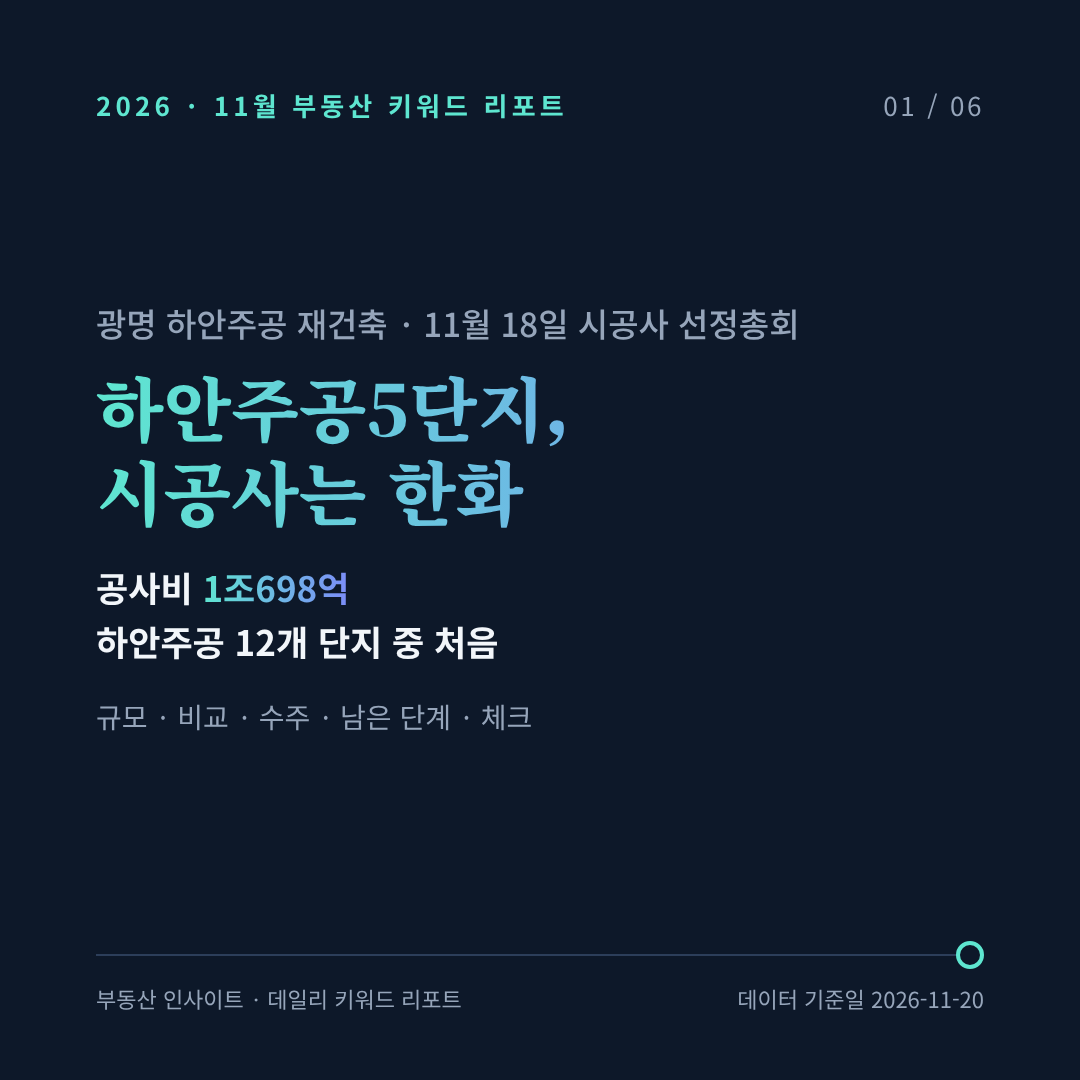 2026 · 11월 부동산 키워드 리포트
01 / 06
광명 하안주공 재건축 · 11월 18일 시공사 선정총회
하안주공5단지,
시공사는 한화
공사비 1조698억
하안주공 12개 단지 중 처음
규모 · 비교 · 수주 · 남은 단계 · 체크
부동산 인사이트 · 데일리 키워드 리포트
데이터 기준일 2026-11-20